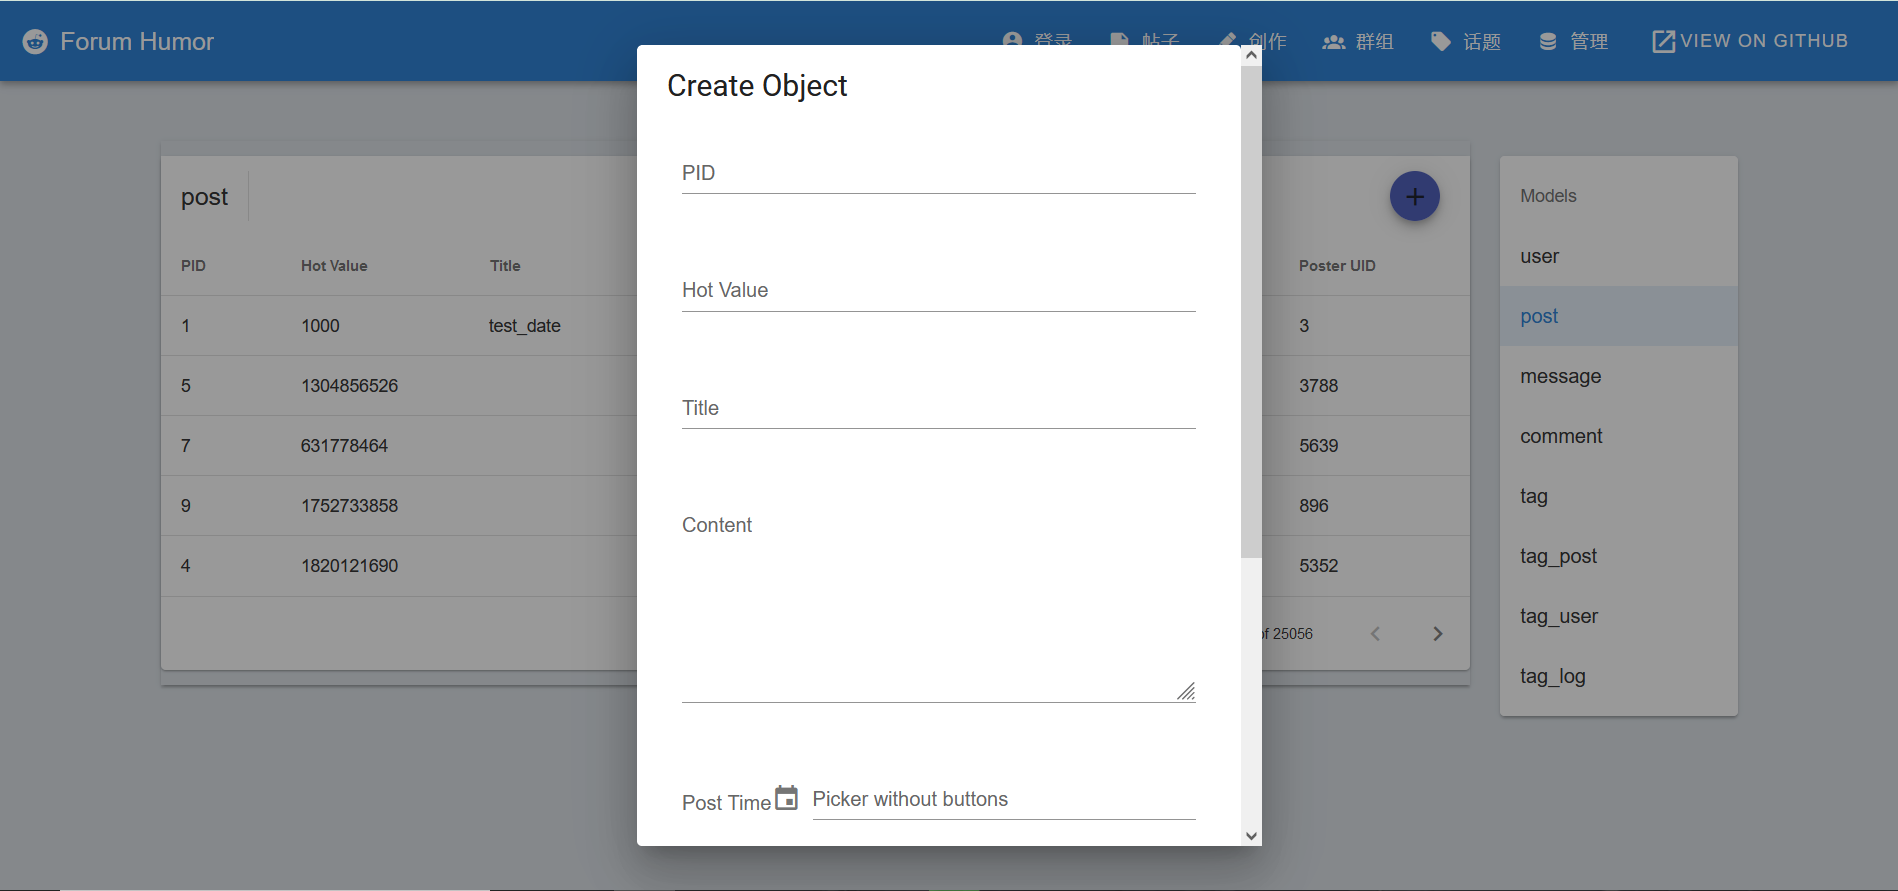 Forum Humor 登录 帖子 创作 群组 话题 管理 VIEW ON GITHUB
Create Object
PID
Hot Value
Title
Content
Post Time Picker without buttons
post
PID Hot Value Title Poster UID
1 1000 test_date 3
5 1304856526 3788
7 631778464 5639
9 1752733858 896
4 1820121690 5352
of 25056
Models
user
post
message
comment
tag
tag_post
tag_user
tag_log